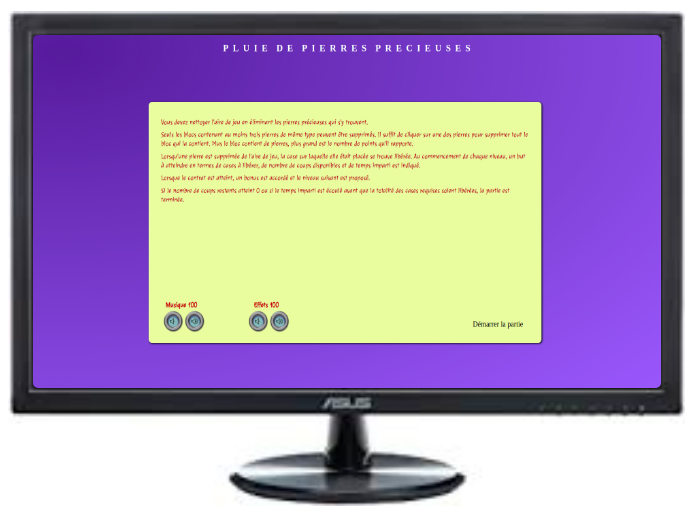 PLUIE DE PIERRES PRECIEUSES
Vous devez nettoyer l'aire de jeu en éliminant les pierres précieuses qui s'y trouvent.
Seuls les blocs contenant au moins trois pierres de même type peuvent être supprimés. Il suffit de cliquer sur une des pierres pour supprimer tout le
bloc qui la contient. Plus le bloc contient de pierres, plus grand est le nombre de points qu'il rapporte.
Lorsqu'une pierre est supprimée de l'aire de jeu, la case sur laquelle elle était placée se trouve libérée. Au commencement de chaque niveau, un but
à atteindre en termes de cases à libérer, de nombre de coups disponibles et de temps imparti est indiqué.
Lorsque le contrat est atteint, un bonus est accordé et le niveau suivant est proposé.
Si le nombre de coups restants atteint 0 ou si le temps imparti est écoulé avant que la totalité des cases requises soient libérées, la partie est
terminée.
Musique 100
Effets 100
Démarrer la partie
ASUS